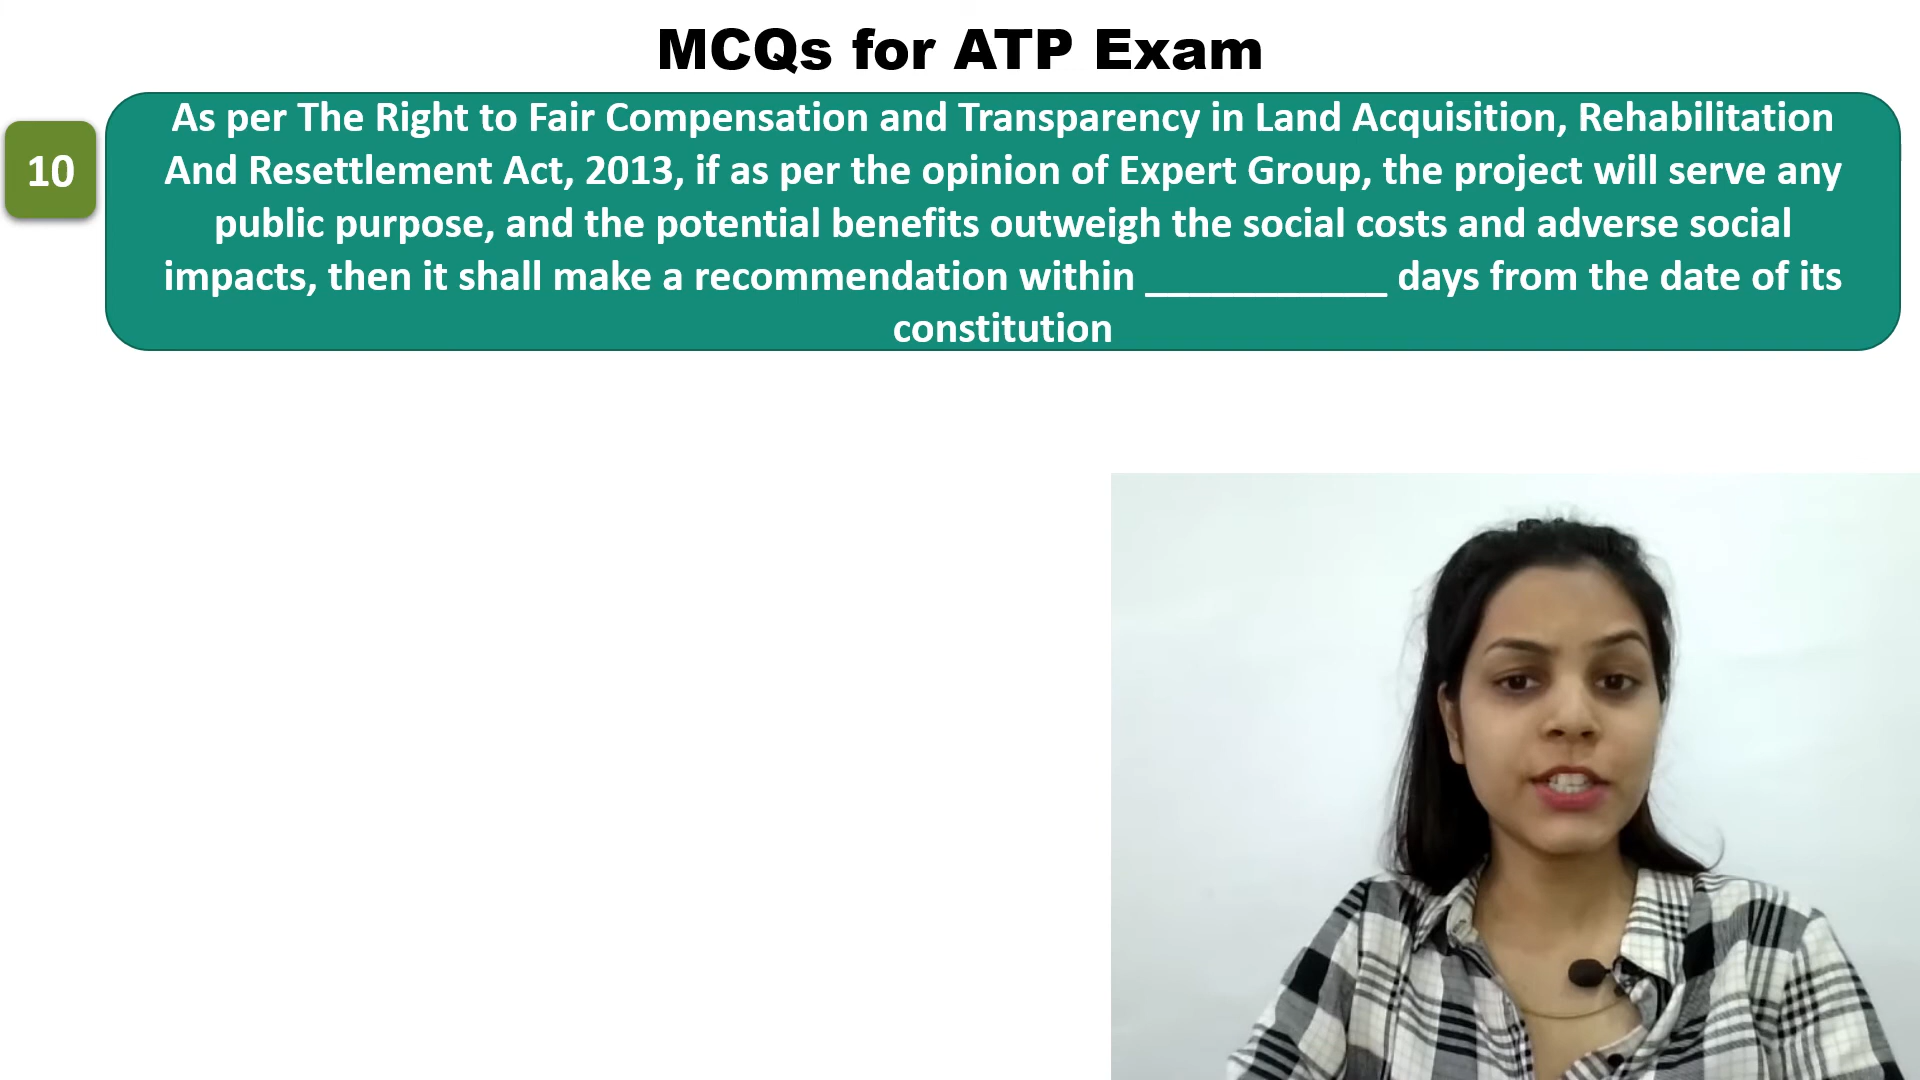 MCQs for ATP Exam
10
As per The Right to Fair Compensation and Transparency in Land Acquisition, Rehabilitation
And Resettlement Act, 2013, if as per the opinion of Expert Group, the project will serve any
public purpose, and the potential benefits outweigh the social costs and adverse social
impacts, then it shall make a recommendation within ___________ days from the date of its
constitution